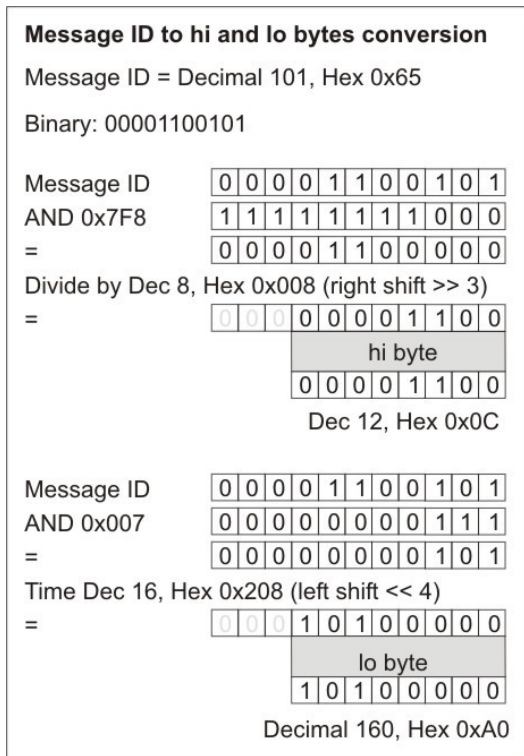 Message ID to hi and lo bytes conversion
Message ID = Decimal 101, Hex 0x65
Binary: 00001100101
Message ID 0 0 0 0 1 1 0 0 1 0 1
AND 0x7F8 1 1 1 1 1 1 1 1 0 0 0
= 0 0 0 0 1 1 0 0 0 0 0
Divide by Dec 8, Hex 0x008 (right shift >> 3)
= 0 0 0 0 0 0 0 1 1 0 0
hi byte
0 0 0 0 1 1 0 0
Dec 12, Hex 0x0C
Message ID 0 0 0 0 1 1 0 0 1 0 1
AND 0x007 0 0 0 0 0 0 0 0 1 1 1
= 0 0 0 0 0 0 0 0 1 0 1
Time Dec 16, Hex 0x208 (left shift << 4)
= 0 0 0 1 0 1 0 0 0 0 0
lo byte
1 0 1 0 0 0 0 0
Decimal 160, Hex 0xA0